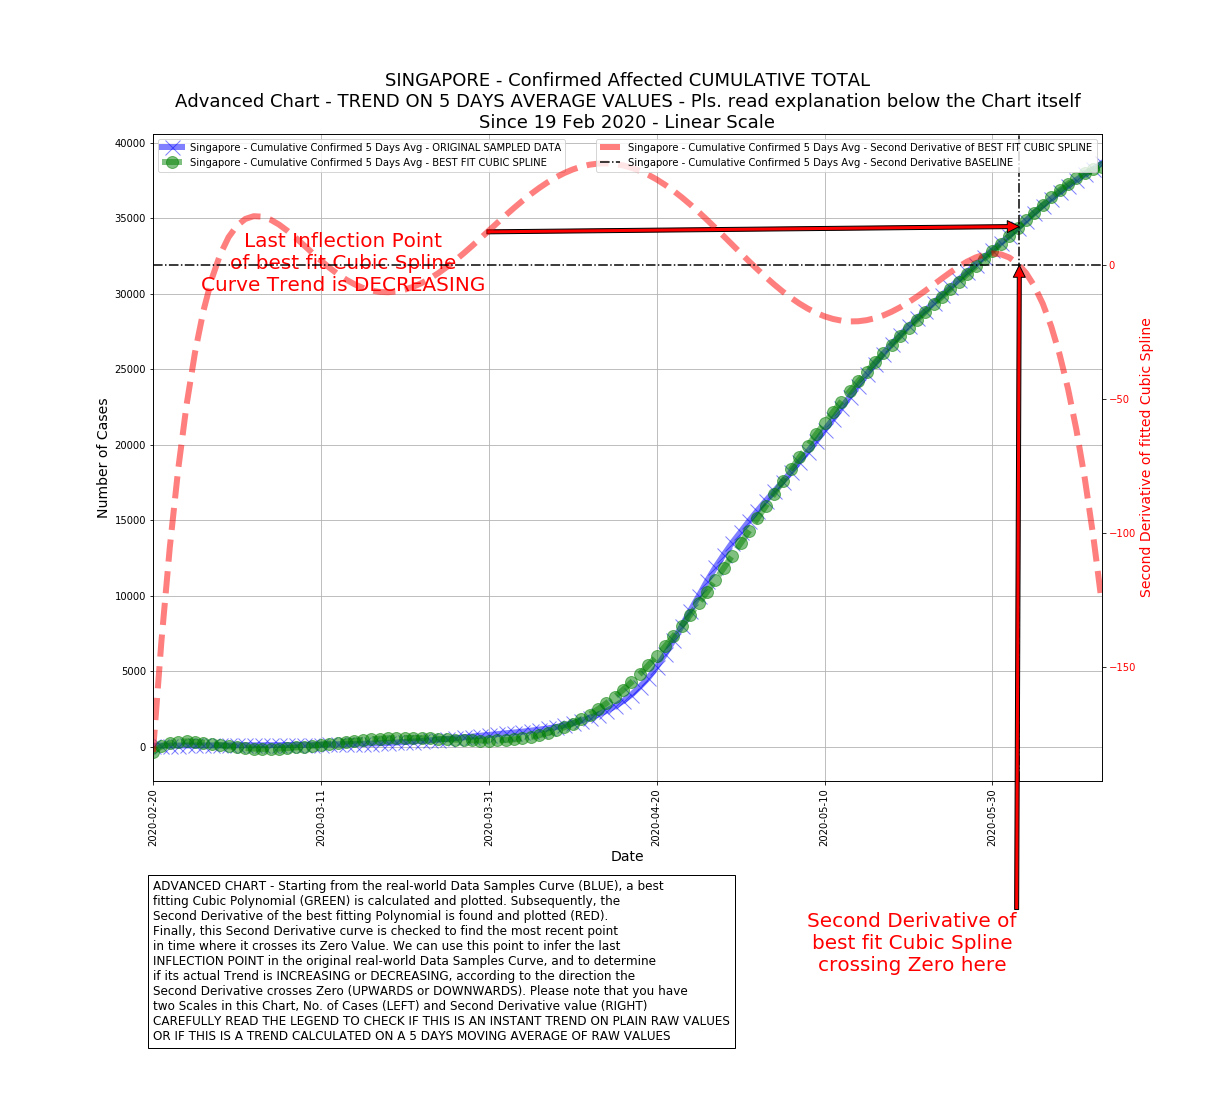 SINGAPORE - Confirmed Affected CUMULATIVE TOTAL
Advanced Chart - TREND ON 5 DAYS AVERAGE VALUES - Pls. read explanation below the Chart itself
Since 19 Feb 2020 - Linear Scale
Singapore - Cumulative Confirmed 5 Days Avg - ORIGINAL SAMPLED DATA
Singapore - Cumulative Confirmed 5 Days Avg - BEST FIT CUBIC SPLINE
Singapore - Cumulative Confirmed 5 Days Avg - Second Derivative of BEST FIT CUBIC SPLINE
Singapore - Cumulative Confirmed 5 Days Avg - Second Derivative BASELINE
Last Inflection Point
of best fit Cubic Spline
Curve Trend is DECREASING
Number of Cases
40000
35000
30000
25000
20000
15000
10000
5000
0
0
−50
−100
−150
Second Derivative of fitted Cubic Spline
2020-02-20
2020-03-11
2020-03-31
2020-04-20
2020-05-10
2020-05-30
Date
Second Derivative of
best fit Cubic Spline
crossing Zero here
ADVANCED CHART - Starting from the real-world Data Samples Curve (BLUE), a best
fitting Cubic Polynomial (GREEN) is calculated and plotted. Subsequently, the
Second Derivative of the best fitting Polynomial is found and plotted (RED).
Finally, this Second Derivative curve is checked to find the most recent point
in time where it crosses its Zero Value. We can use this point to infer the last
INFLECTION POINT in the original real-world Data Samples Curve, and to determine
if its actual Trend is INCREASING or DECREASING, according to the direction the
Second Derivative crosses Zero (UPWARDS or DOWNWARDS). Please note that you have
two Scales in this Chart, No. of Cases (LEFT) and Second Derivative value (RIGHT)
CAREFULLY READ THE LEGEND TO CHECK IF THIS IS AN INSTANT TREND ON PLAIN RAW VALUES
OR IF THIS IS A TREND CALCULATED ON A 5 DAYS MOVING AVERAGE OF RAW VALUES